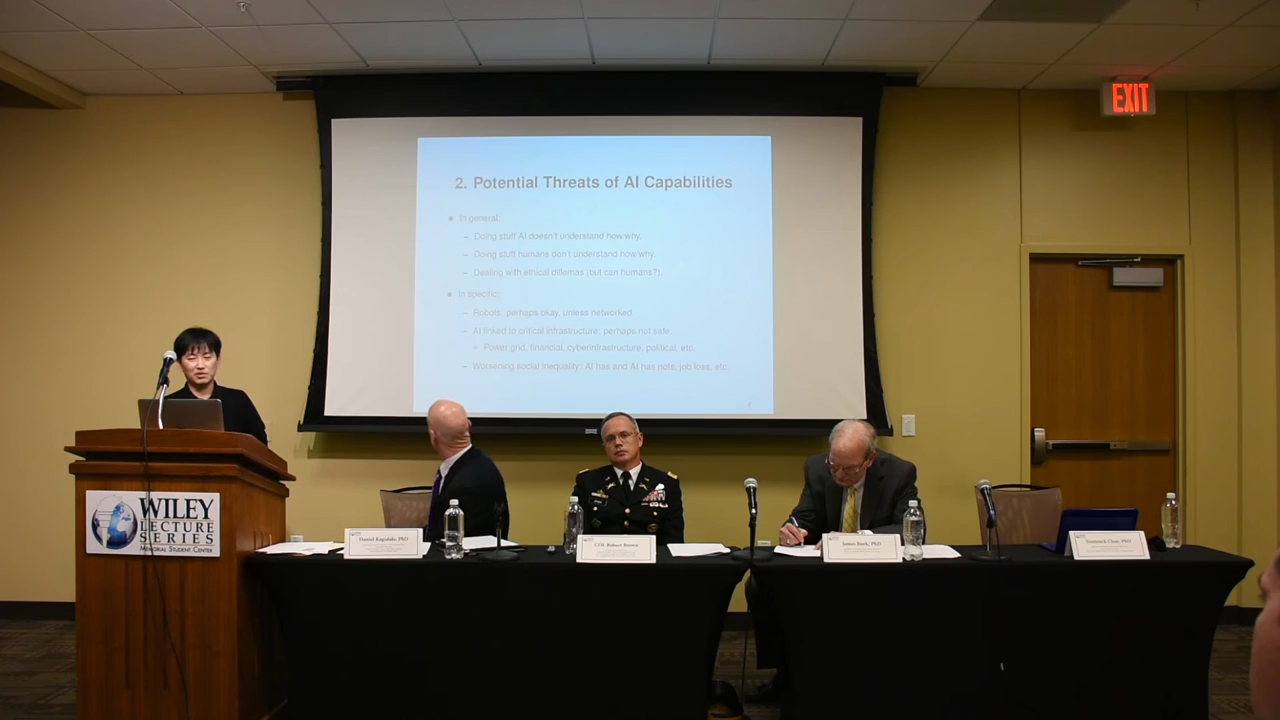 EXIT
2. Potential Threats of AI Capabilities
In general:
– Doing stuff AI doesn't understand how why.
– Doing stuff humans don't understand how why.
– Dealing with ethical dilemas (but can humans?).
In specific:
– Robots: perhaps okay, unless networked.
– AI linked to critical infrastructure: perhaps not safe.
Power grid, financial, cyberinfrastructure, political, etc.
– Worsening social inequality: AI has and AI has nots, job loss, etc.
WILEY
LECTURE
SERIES
MEMORIAL STUDENT CENTER
Daniel Ragsdale, PhD
COL Robert Brown
James Burk, PhD
PhD